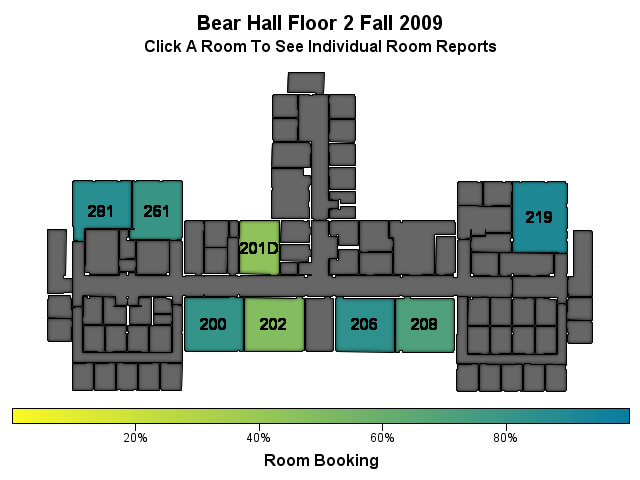 Bear Hall Floor 2 Fall 2009
Click A Room To See Individual Room Reports
281 261 219
201D
200 202 206 208
20% 40% 60% 80%
Room Booking